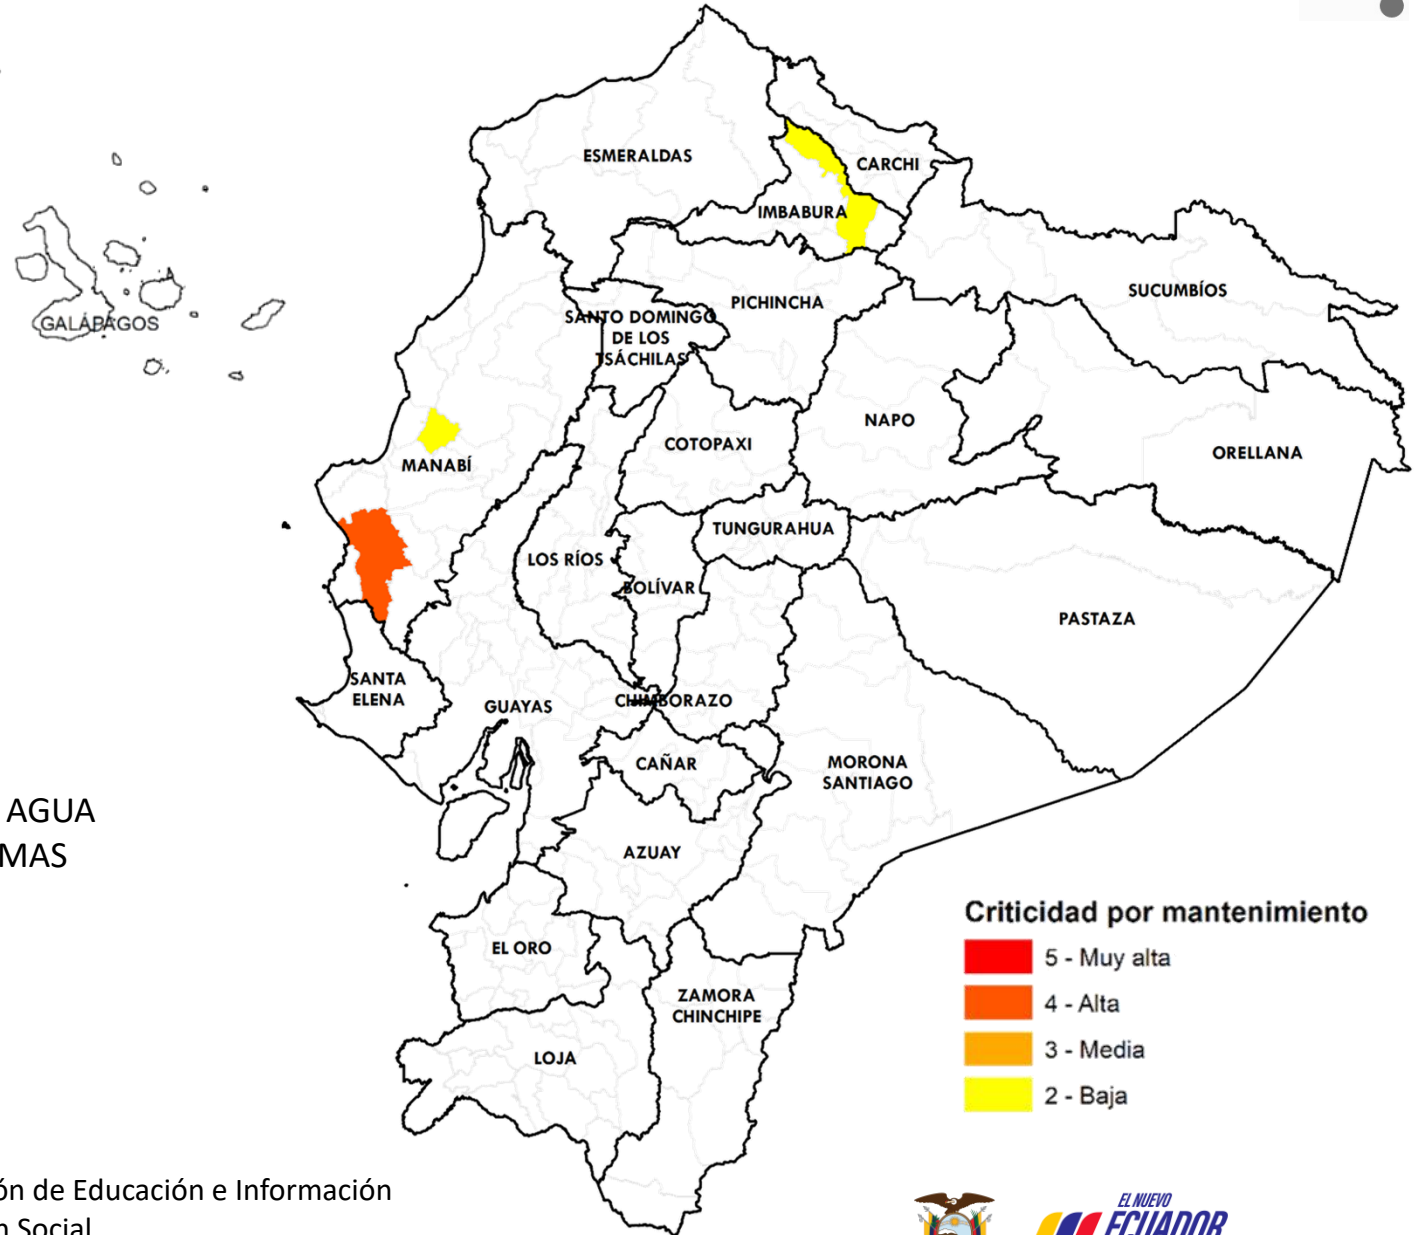 ESMERALDAS
CARCHI
IMBABURA
SUCUMBÍOS
PICHINCHA
GALÁPAGOS
SANTO DOMINGO
DE LOS
TSÁCHILAS
NAPO
COTOPAXI
ORELLANA
MANABÍ
TUNGURAHUA
LOS RÍOS
BOLÍVAR
PASTAZA
SANTA
ELENA
GUAYAS
CHIMBORAZO
CAÑAR
MORONA
SANTIAGO
AGUA
MAS
AZUAY
EL ORO
ZAMORA
CHINCHIPE
LOJA
Criticidad por mantenimiento
5 - Muy alta
4 - Alta
3 - Media
2 - Baja
ón de Educación e Información
n Social
EL NUEVO
ECUADOR